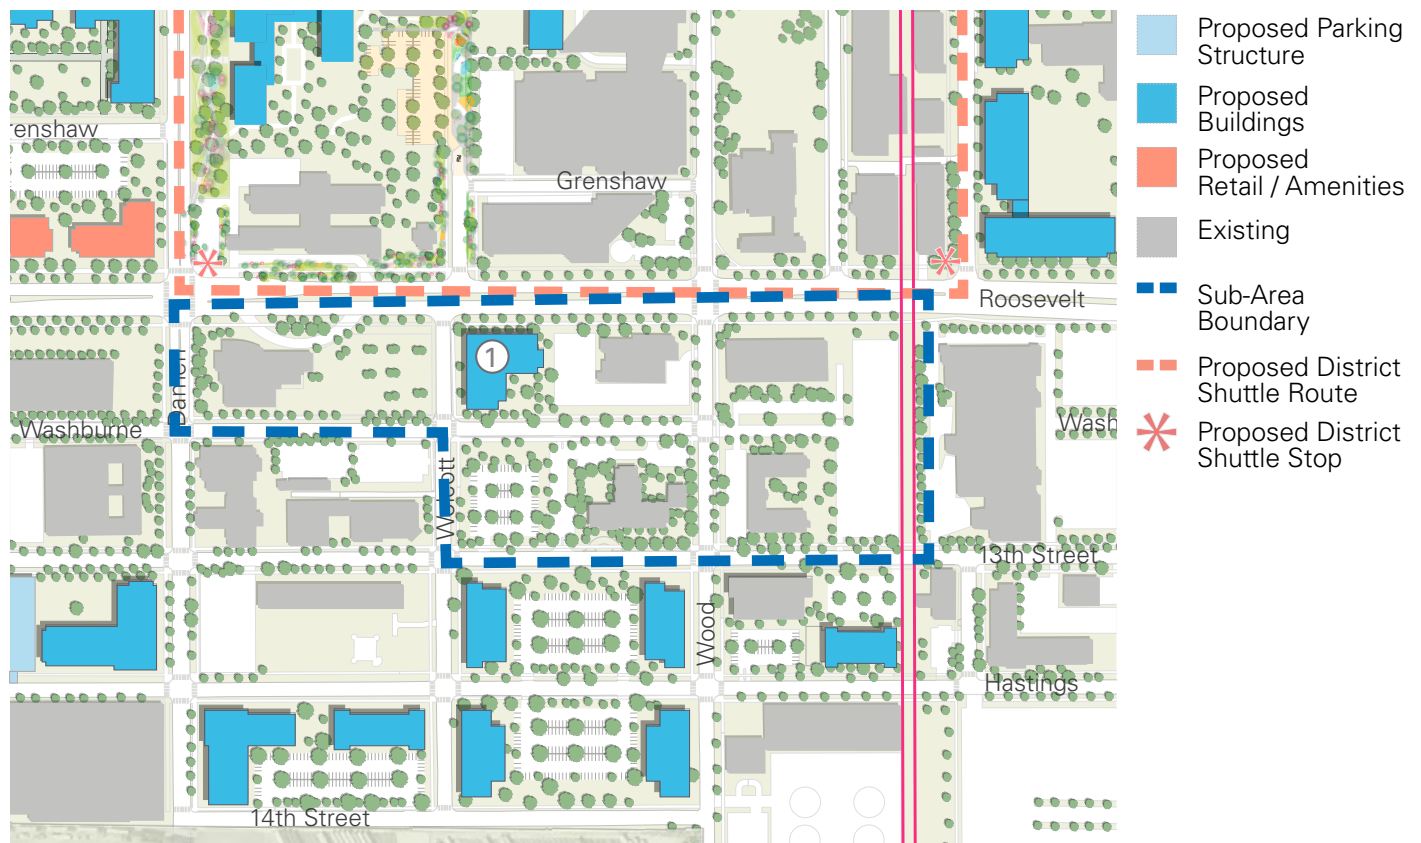 Proposed Parking
Structure
Proposed
Buildings
Proposed
Retail / Amenities
Existing
Sub-Area
Boundary
Proposed District
Shuttle Route
Proposed District
Shuttle Stop
renshaw
Grenshaw
Roosevelt
1
Damen
Washburne
Wash
Wolcott
13th Street
Wood
Hastings
14th Street